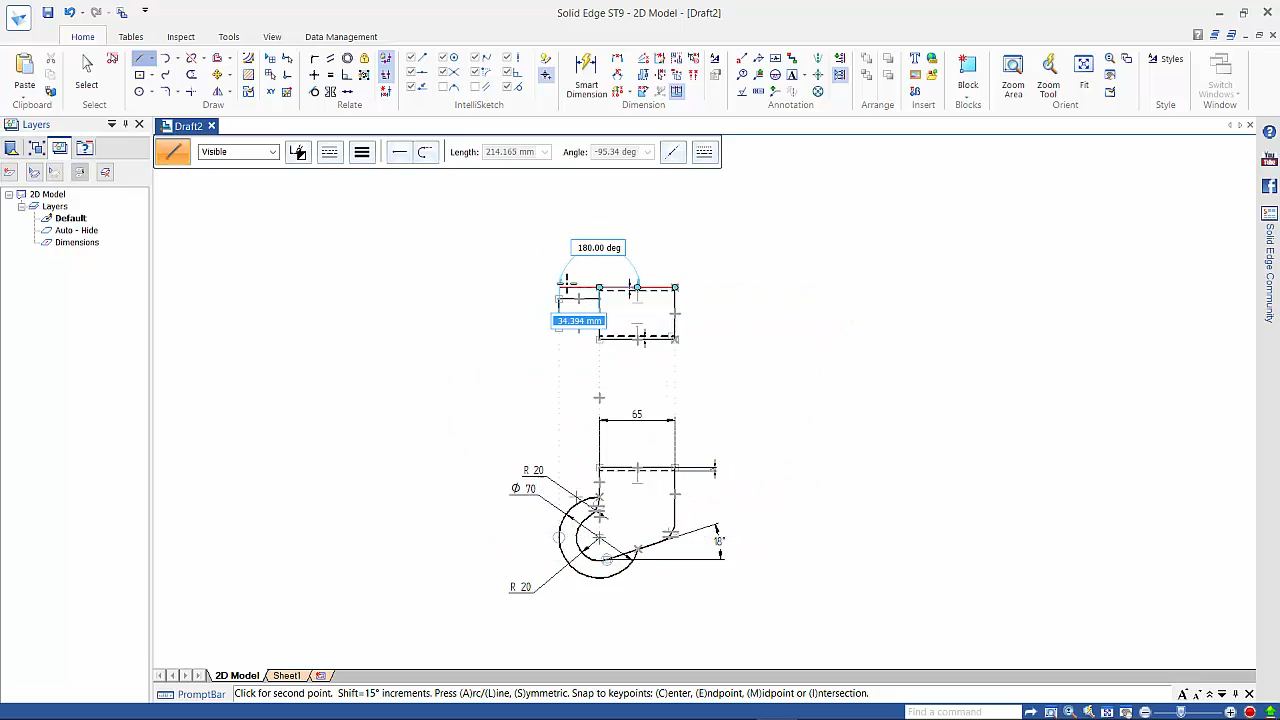 Solid Edge ST9 - 2D Model - [Draft2]
Home
Tables
Inspect
Sketch
Tools
View
Data Management
Paste
Clipboard
Select
Select
Draw
Relate
IntelliSketch
Smart
Dimension
Dimension
Annotation
Arrange
Insert
Block
Blocks
Zoom
Area
Zoom
Tool
Fit
Orient
Styles
Style
Switch
Windows
Window
Layers
Draft2
Visible
Length: 214.165 mm
Angle: -95.34 deg
2D Model
Layers
Default
Auto - Hide
Dimensions
180.00 deg
34.394 mm
65
R 20
Φ 70
18°
R 20
Solid Edge Community
2D Model
Sheet1
PromptBar
Click for second point. Shift=15° increments. Press (A)rc/(L)ine, (S)ymmetric. Snap to keypoints: (C)enter, (E)ndpoint, (M)idpoint or (I)ntersection.
Find a command